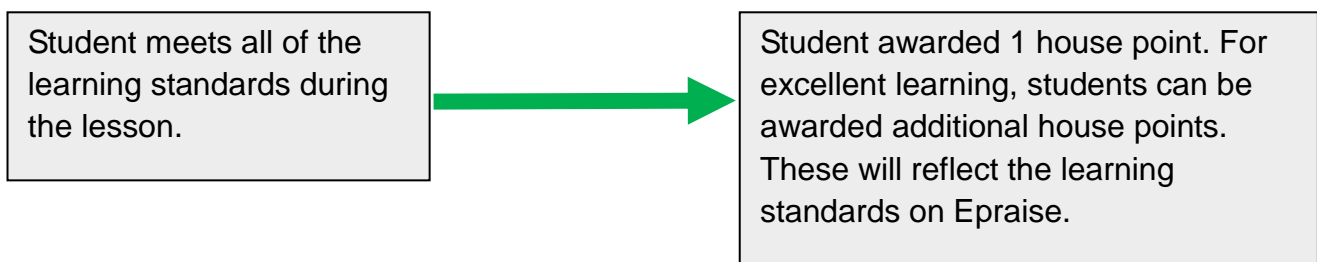 Student meets all of the
learning standards during
the lesson.
Student awarded 1 house point. For
excellent learning, students can be
awarded additional house points.
These will reflect the learning
standards on Epraise.